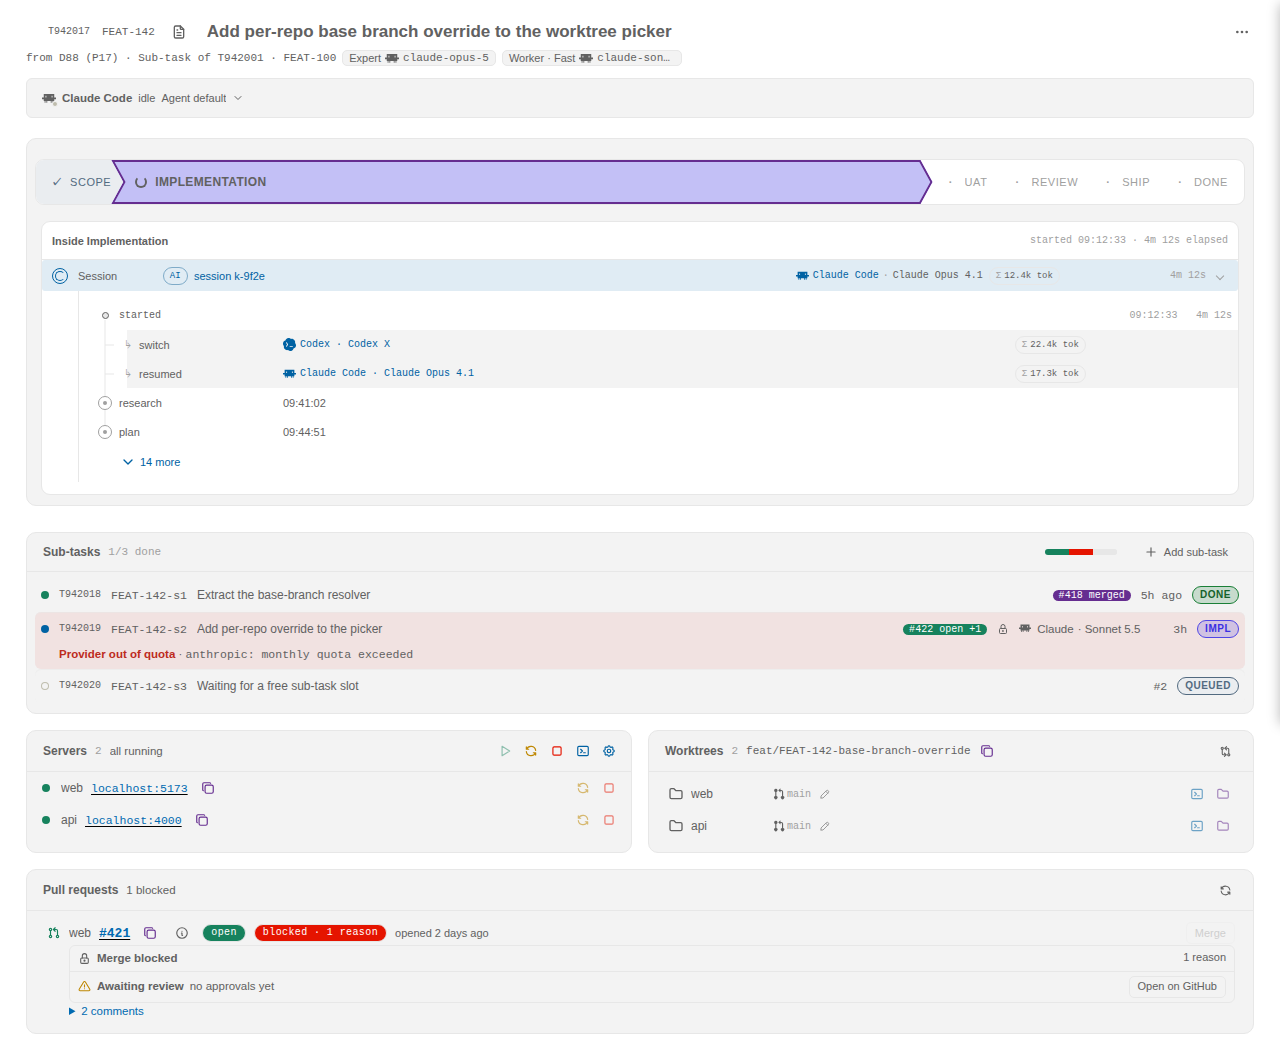 T942017 FEAT-142 Add per-repo base branch override to the worktree picker
from D88 (P17) · Sub-task of T942001 · FEAT-100 Expert claude-opus-5 Worker · Fast claude-son…
Claude Code idle Agent default
SCOPE IMPLEMENTATION · UAT · REVIEW · SHIP · DONE
Inside Implementation started 09:12:33 · 4m 12s elapsed
Session AI session k-9f2e Claude Code · Claude Opus 4.1 Σ 12.4k tok 4m 12s
started 09:12:33 4m 12s
↳ switch Codex · Codex X Σ 22.4k tok
↳ resumed Claude Code · Claude Opus 4.1 Σ 17.3k tok
research 09:41:02
plan 09:44:51
14 more
Sub-tasks 1/3 done Add sub-task
T942018 FEAT-142-s1 Extract the base-branch resolver #418 merged 5h ago DONE
T942019 FEAT-142-s2 Add per-repo override to the picker #422 open +1 Claude · Sonnet 5.5 3h IMPL
Provider out of quota · anthropic: monthly quota exceeded
T942020 FEAT-142-s3 Waiting for a free sub-task slot #2 QUEUED
Servers 2 all running
web localhost:5173
api localhost:4000
Worktrees 2 feat/FEAT-142-base-branch-override
web main
api main
Pull requests 1 blocked
web #421 open blocked · 1 reason opened 2 days ago Merge
Merge blocked 1 reason
Awaiting review no approvals yet Open on GitHub
2 comments